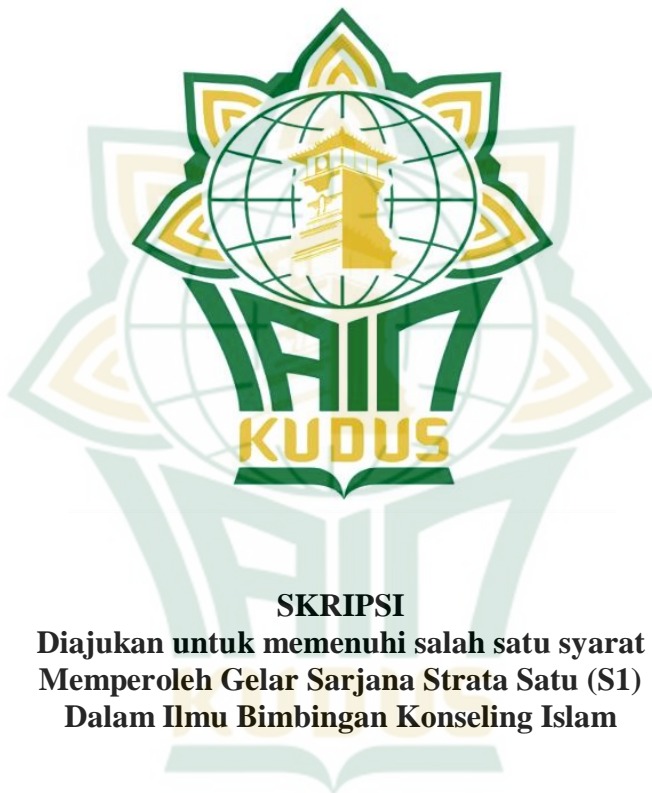 IAIN
KUDUS
SKRIPSI
Diajukan untuk memenuhi salah satu syarat
Memperoleh Gelar Sarjana Strata Satu (S1)
Dalam Ilmu Bimbingan Konseling Islam